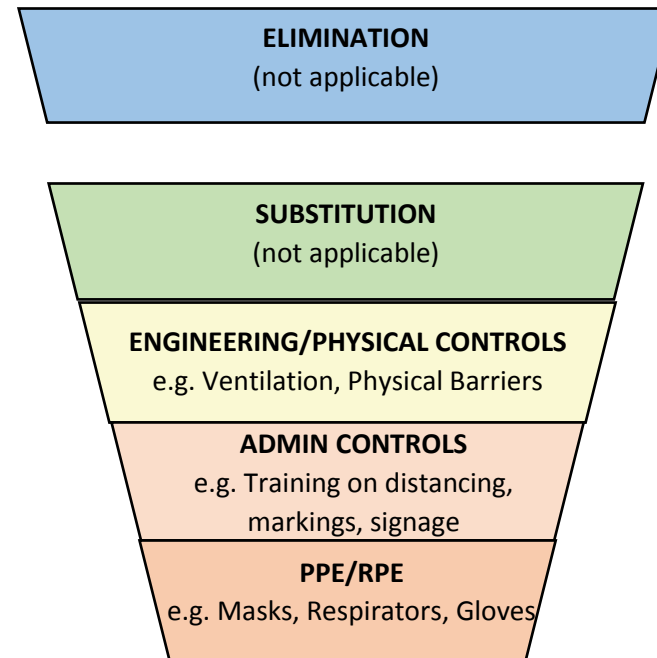 ELIMINATION
(not applicable)
SUBSTITUTION
(not applicable)
ENGINEERING/PHYSICAL CONTROLS
e.g. Ventilation, Physical Barriers
ADMIN CONTROLS
e.g. Training on distancing,
markings, signage
PPE/RPE
e.g. Masks, Respirators, Gloves